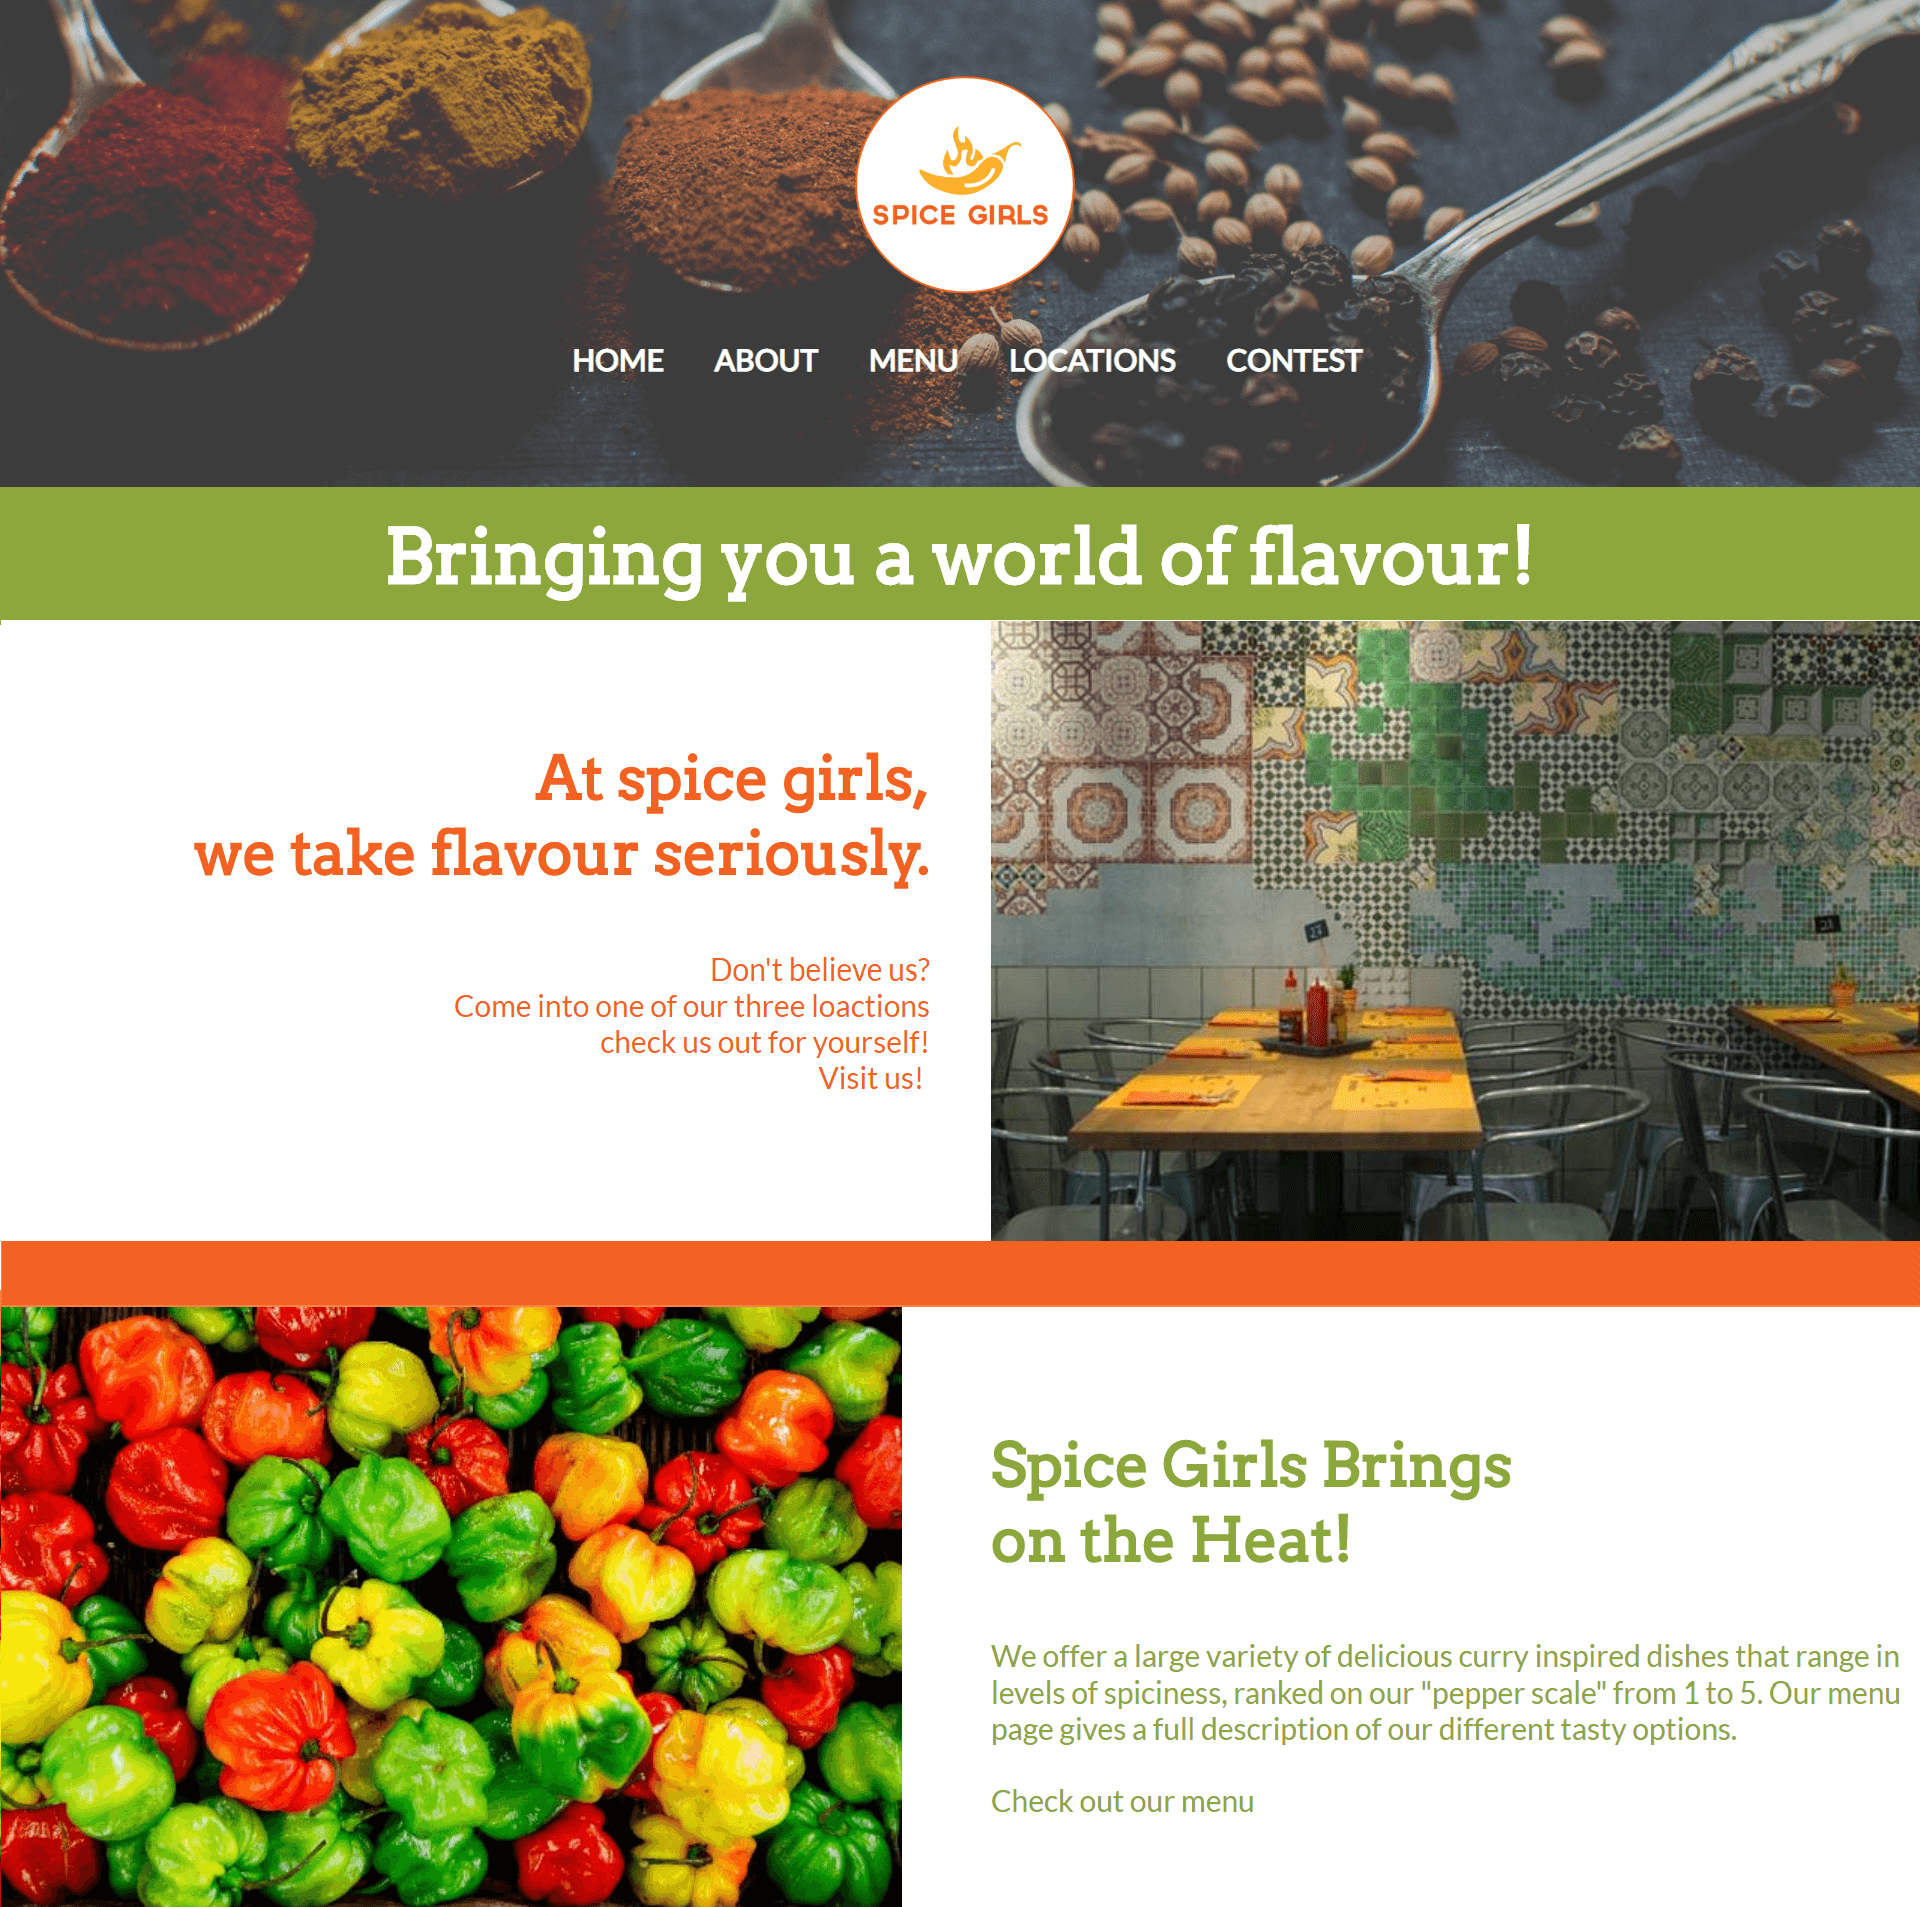 SPICE GIRLS
HOME ABOUT MENU LOCATIONS CONTEST
Bringing you a world of flavour!
At spice girls,
we take flavour seriously.
Don't believe us?
Come into one of our three loactions
check us out for yourself!
Visit us!
Spice Girls Brings
on the Heat!
We offer a large variety of delicious curry inspired dishes that range in
levels of spiciness, ranked on our "pepper scale" from 1 to 5. Our menu
page gives a full description of our different tasty options.
Check out our menu